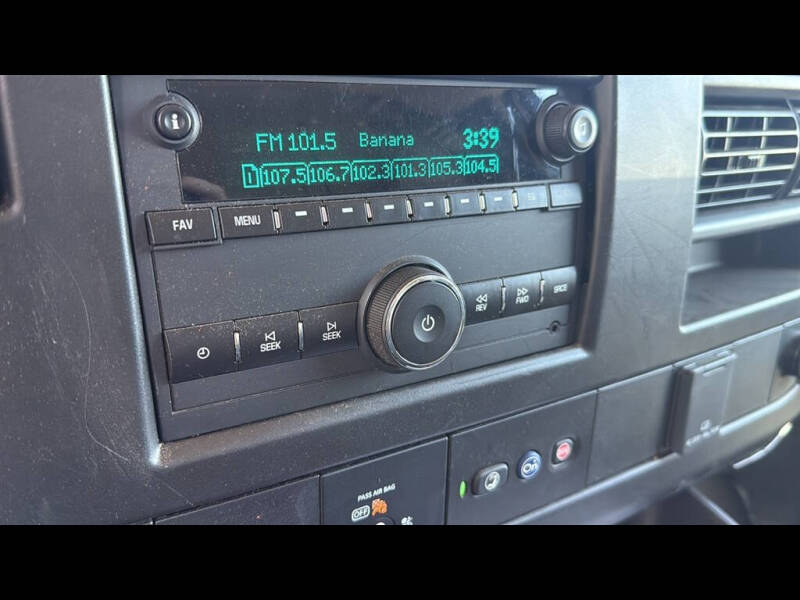 i
FM 101.5 Banana 3:39
1 107.5 106.7 102.3 101.3 105.3 104.5
FAV MENU
SEEK SEEK REV FWD SRCE
PASS AIR BAG
OFF
On